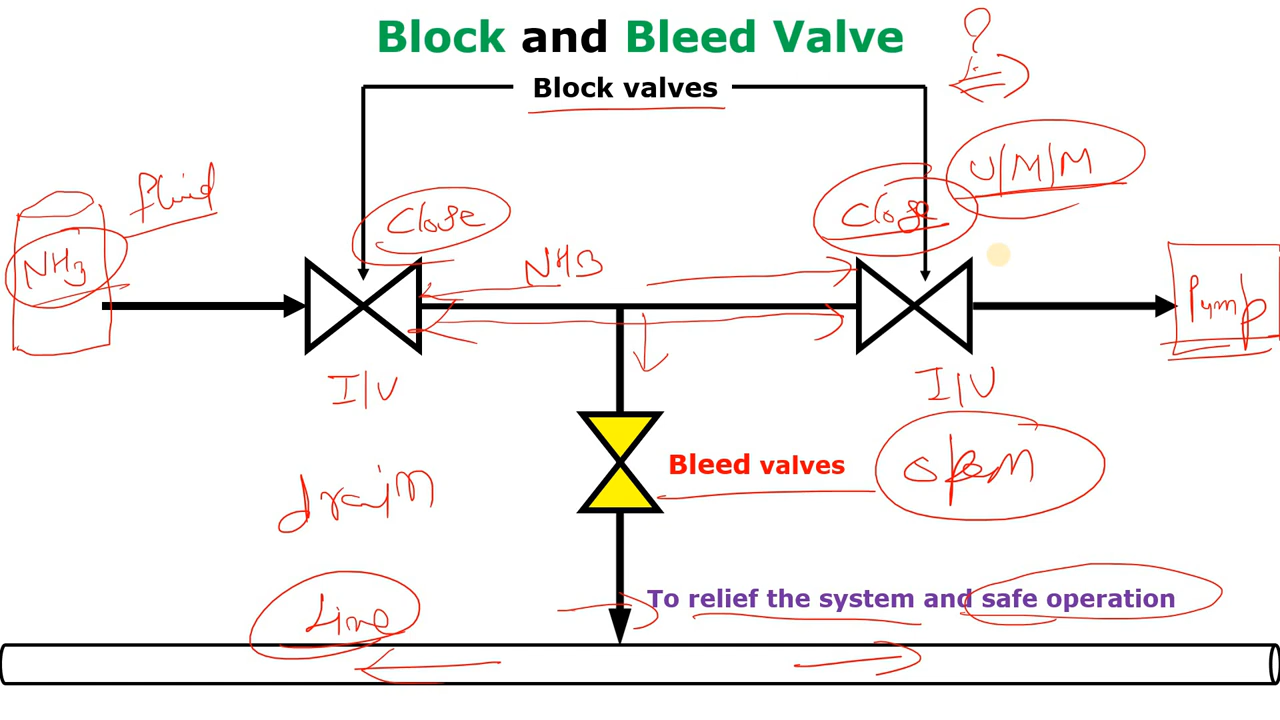 Block and Bleed Valve
?
Block valves
U/M/M
fluid
Close
Close
NH3
NH3
Pump
I/V
I/V
Bleed valves
open
drain
To relief the system and safe operation
Line